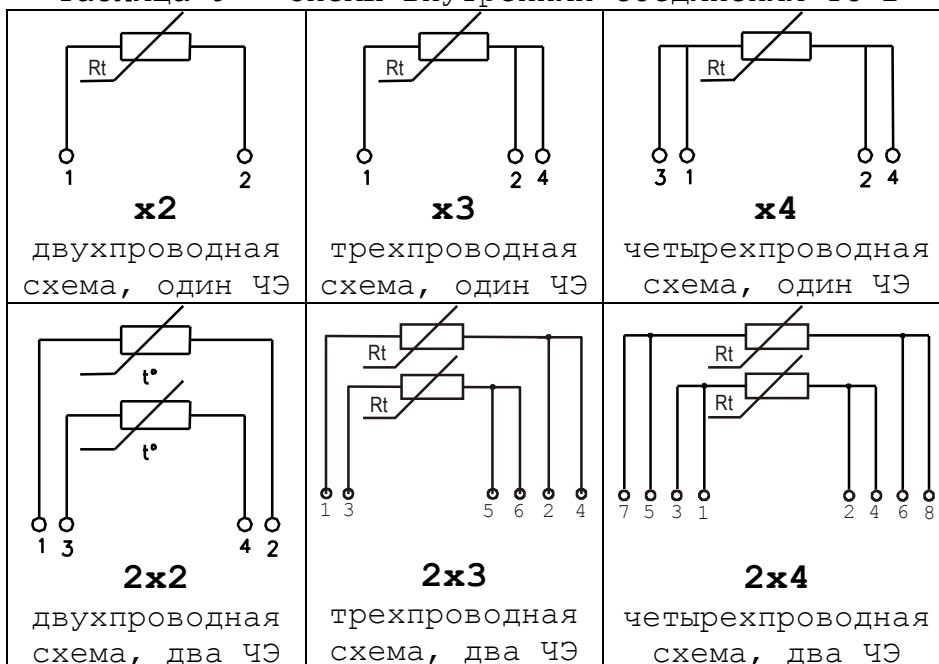 Rt
1 2
x2
двухпроводная
схема, один ЧЭ
Rt
1 2 4
x3
трехпроводная
схема, один ЧЭ
Rt
3 1 2 4
x4
четырехпроводная
схема, один ЧЭ
t°
t°
1 3 4 2
2x2
двухпроводная
схема, два ЧЭ
Rt
Rt
1 3 5 6 2 4
2x3
трехпроводная
схема, два ЧЭ
Rt
Rt
7 5 3 1 2 4 6 8
2x4
четырехпроводная
схема, два ЧЭ